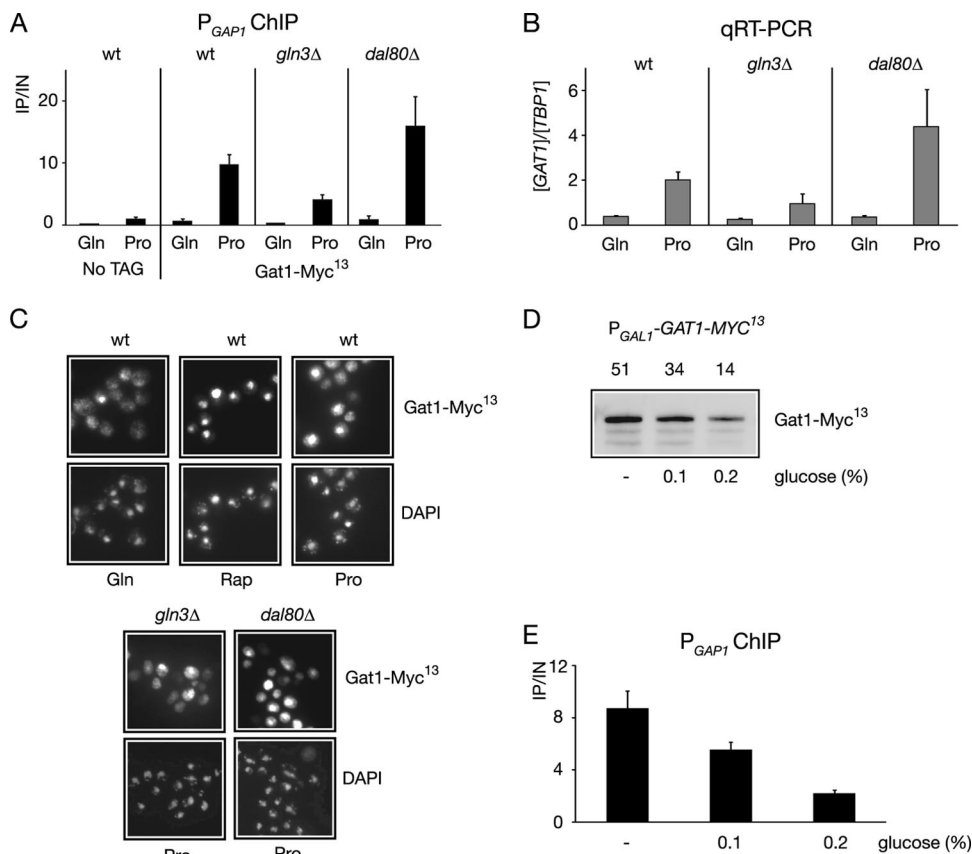 A
P_GAP1 ChIP
wt wt gln3Δ dal80Δ
IP/IN
20
10
0
Gln Pro Gln Pro Gln Pro Gln Pro
No TAG Gat1-Myc¹³
B
qRT-PCR
wt gln3Δ dal80Δ
[GAT1]/[TBP1]
6
4
2
0
Gln Pro Gln Pro Gln Pro
C
wt wt wt
Gat1-Myc¹³
DAPI
Gln Rap Pro
gln3Δ dal80Δ
Gat1-Myc¹³
DAPI
Pro Pro
D
P_GAL1-GAT1-MYC¹³
51 34 14
Gat1-Myc¹³
- 0.1 0.2 glucose (%)
E
P_GAP1 ChIP
IP/IN
12
8
4
0
- 0.1 0.2 glucose (%)